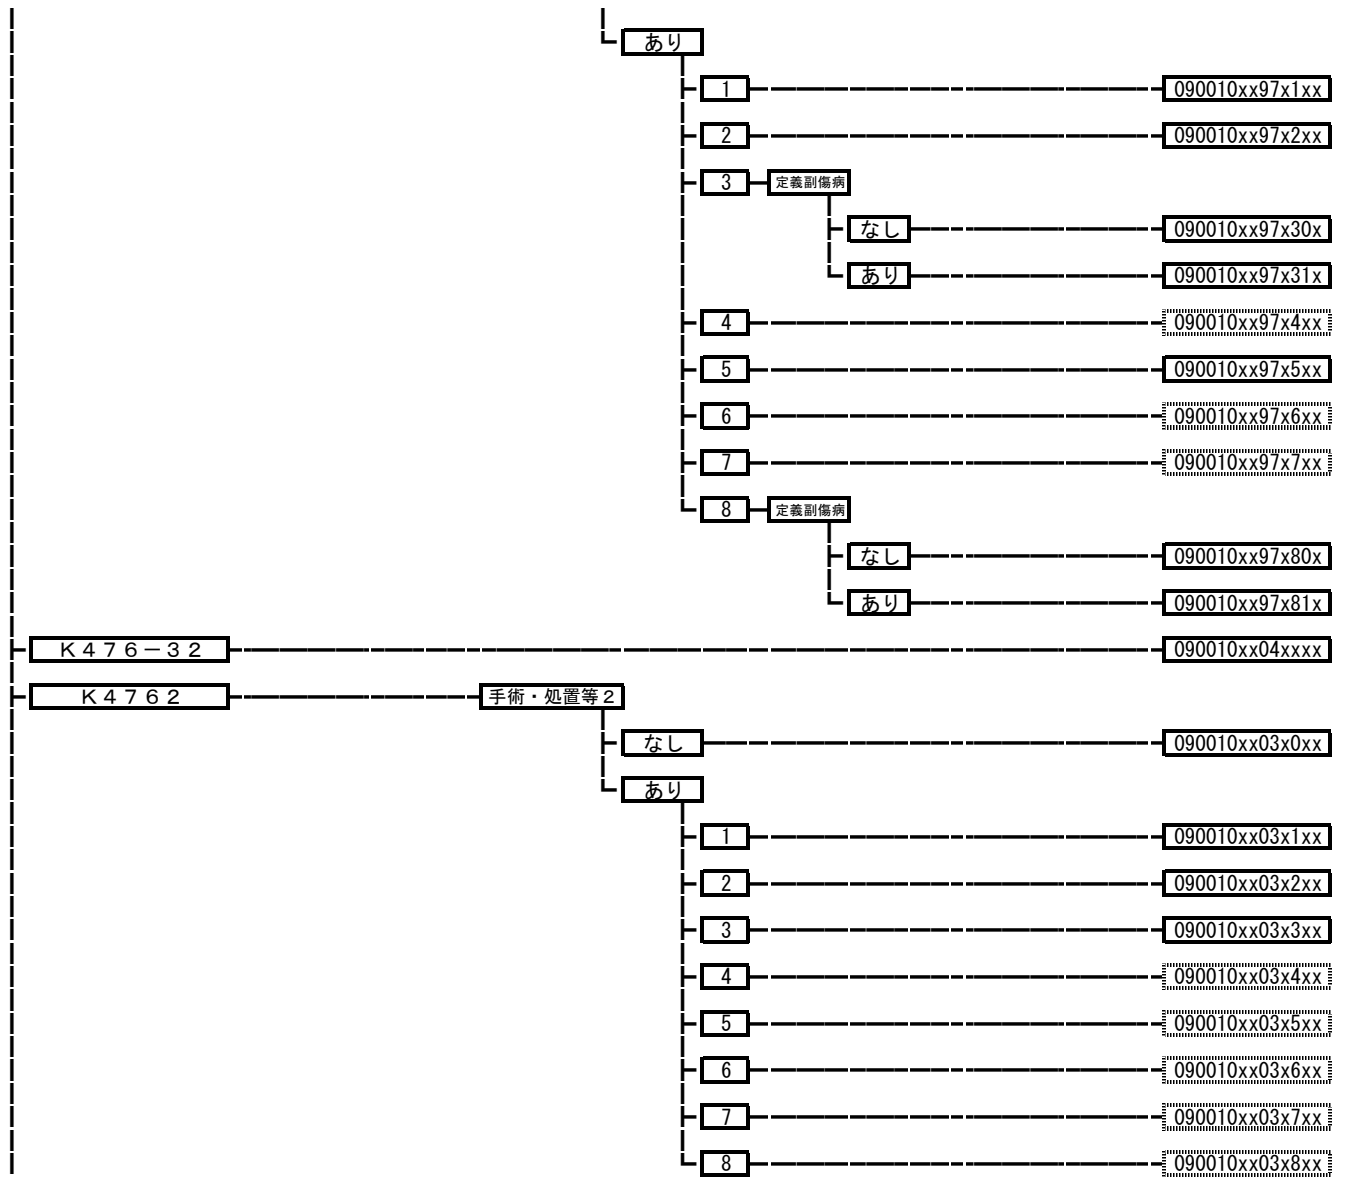 あり
1 090010xx97x1xx
2 090010xx97x2xx
3 定義副傷病
なし 090010xx97x30x
あり 090010xx97x31x
4 090010xx97x4xx
5 090010xx97x5xx
6 090010xx97x6xx
7 090010xx97x7xx
8 定義副傷病
なし 090010xx97x80x
あり 090010xx97x81x
Ｋ４７６－３２ 090010xx04xxxx
Ｋ４７６２ 手術・処置等２
なし 090010xx03x0xx
あり
1 090010xx03x1xx
2 090010xx03x2xx
3 090010xx03x3xx
4 090010xx03x4xx
5 090010xx03x5xx
6 090010xx03x6xx
7 090010xx03x7xx
8 090010xx03x8xx